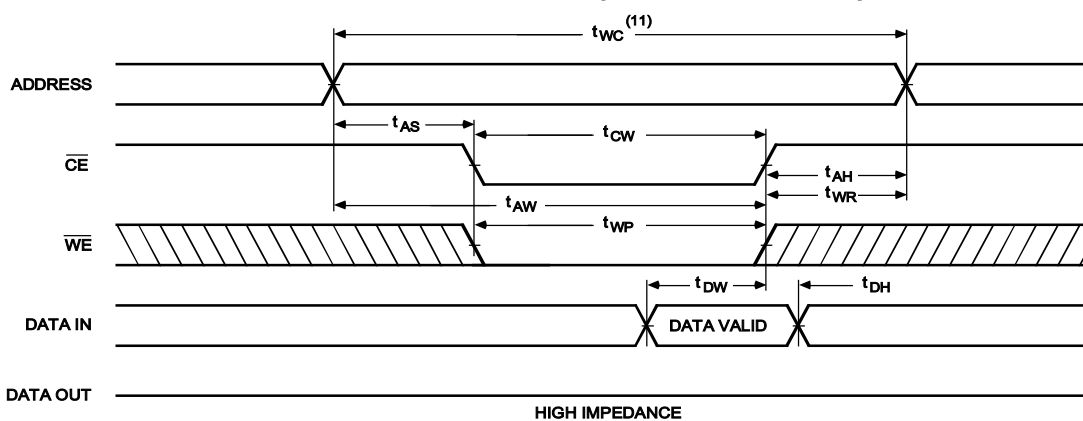 tWC(11)
ADDRESS
tAS
tCW
CE
tAH
tWR
tAW
tWP
WE
tDW
tDH
DATA IN
DATA VALID
DATA OUT
HIGH IMPEDANCE